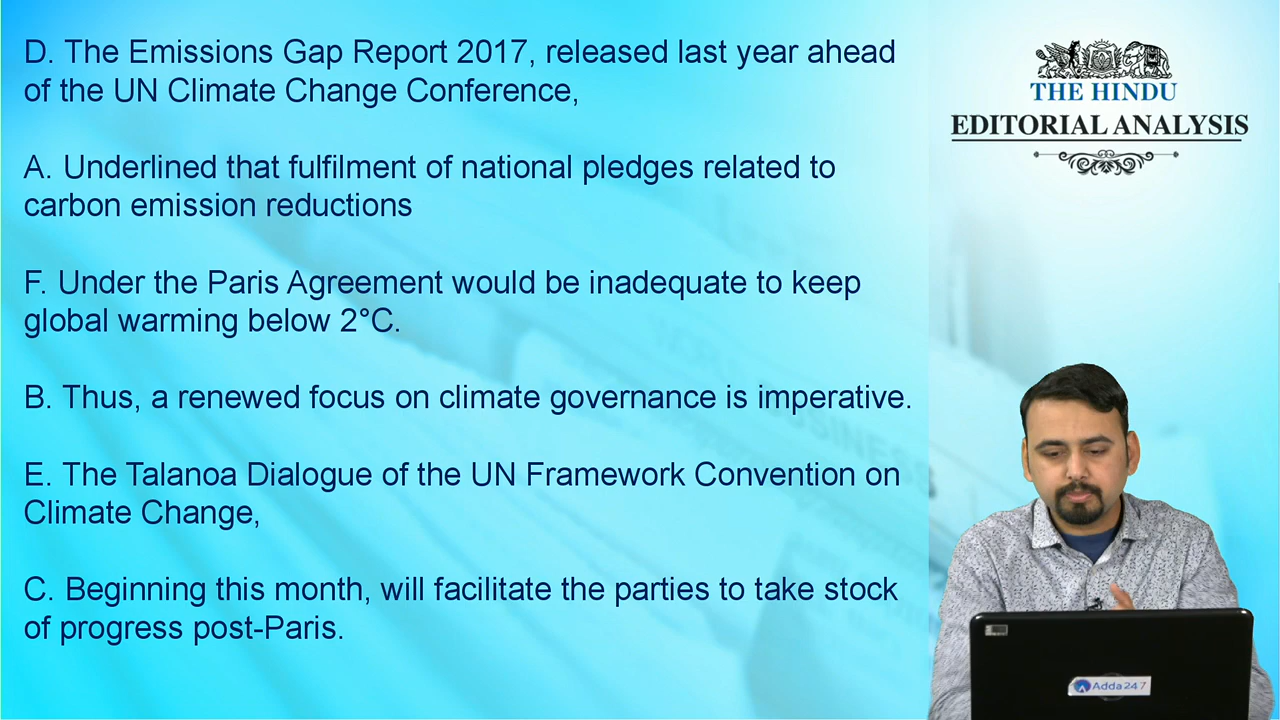 D. The Emissions Gap Report 2017, released last year ahead
of the UN Climate Change Conference,
A. Underlined that fulfilment of national pledges related to
carbon emission reductions
F. Under the Paris Agreement would be inadequate to keep
global warming below 2°C.
B. Thus, a renewed focus on climate governance is imperative.
E. The Talanoa Dialogue of the UN Framework Convention on
Climate Change,
C. Beginning this month, will facilitate the parties to take stock
of progress post-Paris.
THE HINDU
EDITORIAL ANALYSIS
Adda247